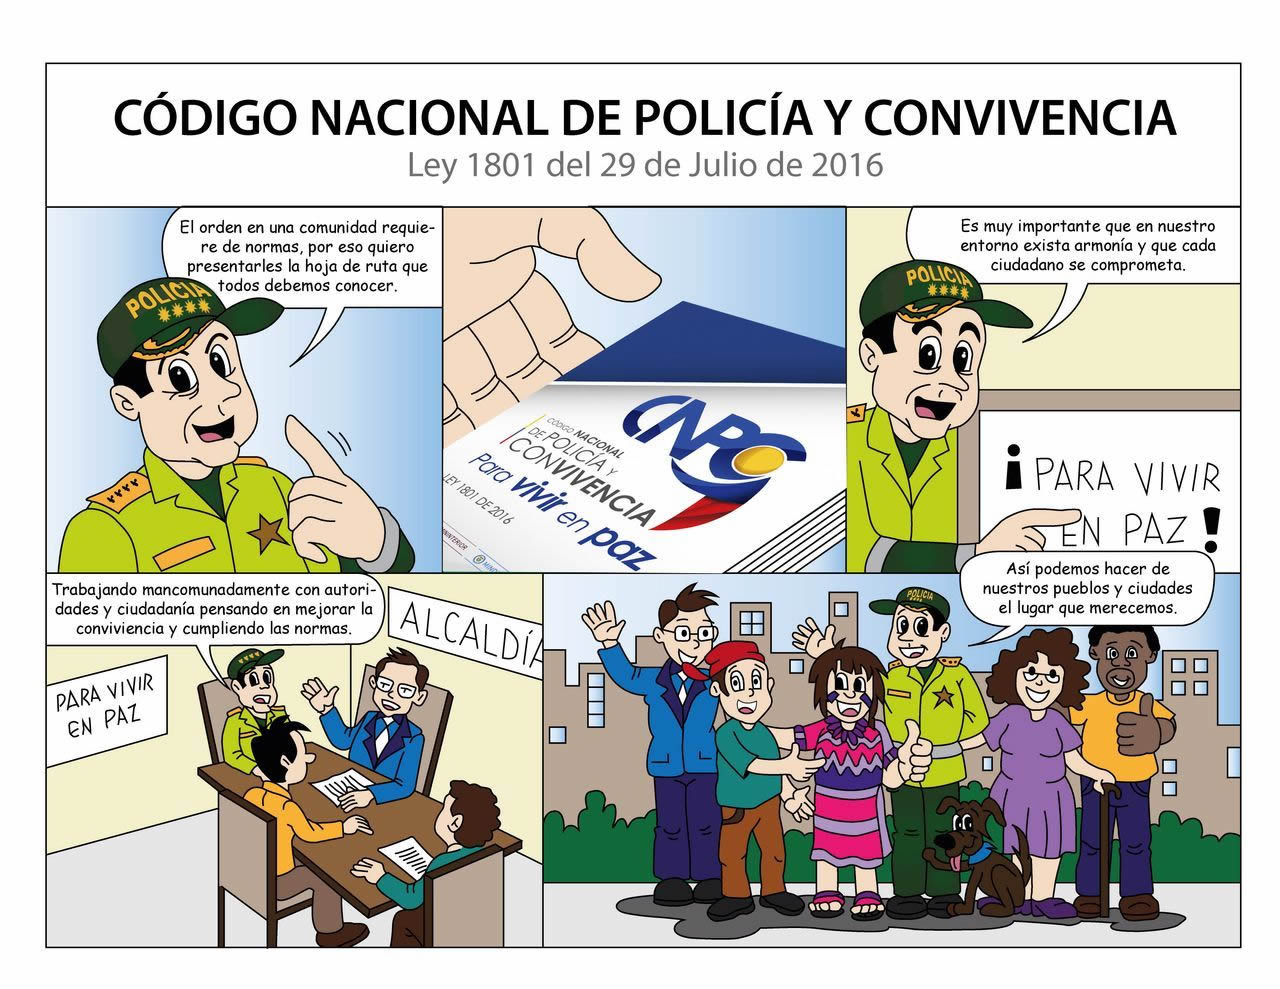 CÓDIGO NACIONAL DE POLICÍA Y CONVIVENCIA
Ley 1801 del 29 de Julio de 2016
El orden en una comunidad requie-
re de normas, por eso quiero
presentarles la hoja de ruta que
todos debemos conocer.
POLICÍA
CNPC
CÓDIGO NACIONAL
DE POLICÍA Y
CONVIVENCIA
Para vivir en paz
LEY 1801 DE 2016
MININTERIOR
Es muy importante que en nuestro
entorno exista armonía y que cada
ciudadano se comprometa.
POLICÍA
¡PARA VIVIR
EN PAZ!
Trabajando mancomunadamente con autori-
dades y ciudadanía pensando en mejorar la
conviviencia y cumpliendo las normas.
ALCALDÍA
PARA VIVIR
EN PAZ
Así podemos hacer de
nuestros pueblos y ciudades
el lugar que merecemos.
POLICÍA